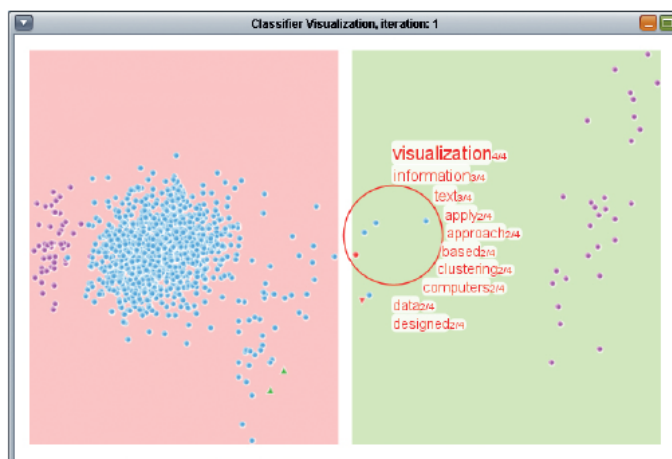 Classifier Visualization, iteration: 1
visualization4/4
information3/4
text3/4
apply2/4
approach2/4
based2/4
clustering2/4
computers2/4
data2/4
designed2/4